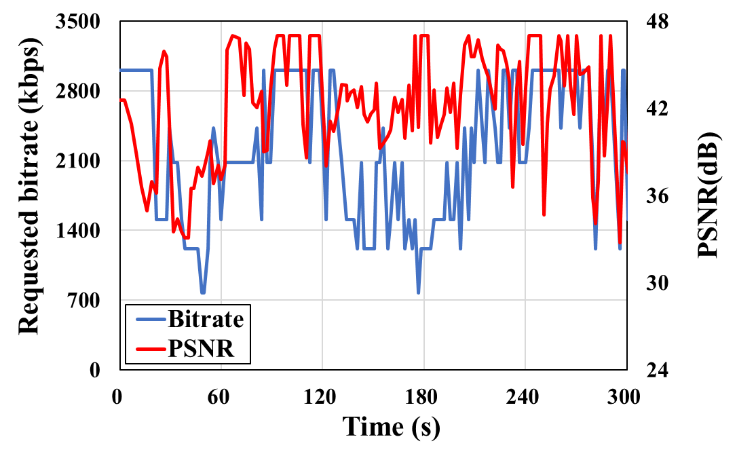 Requested bitrate (kbps)
3500
2800
2100
1400
700
0
48
42
36
30
24
PSNR(dB)
Bitrate
PSNR
0 60 120 180 240 300
Time (s)